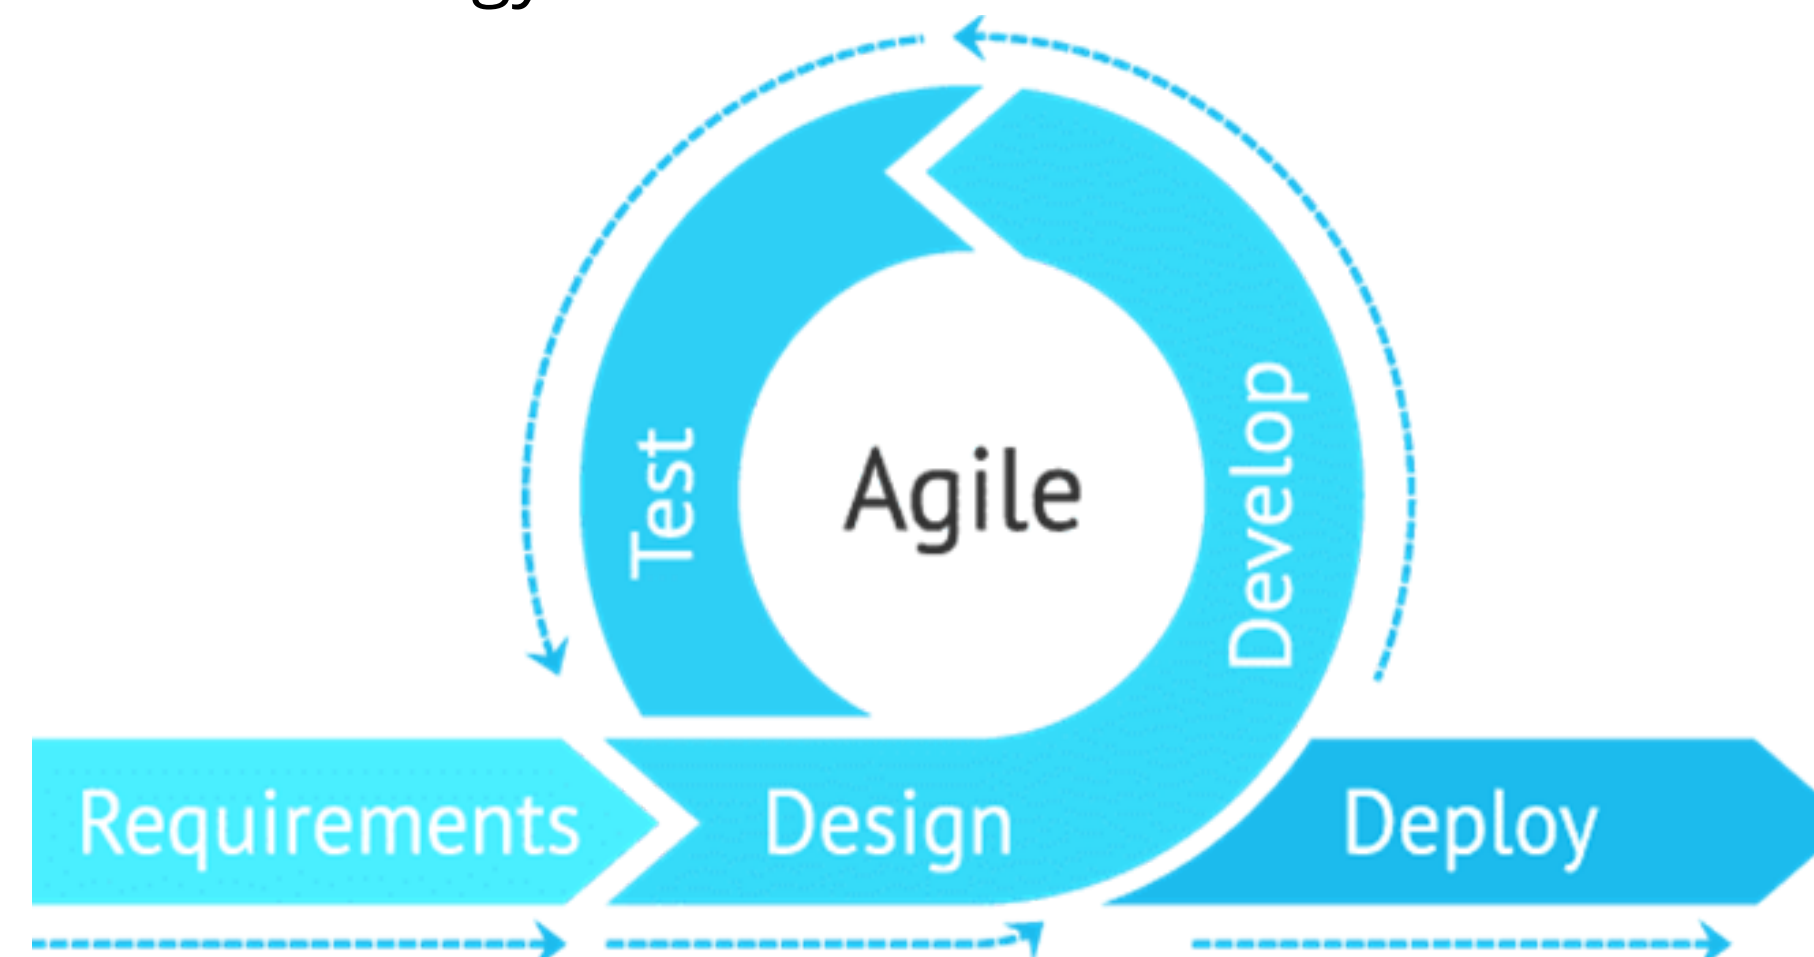 Agile
Test
Develop
Requirements
Design
Deploy